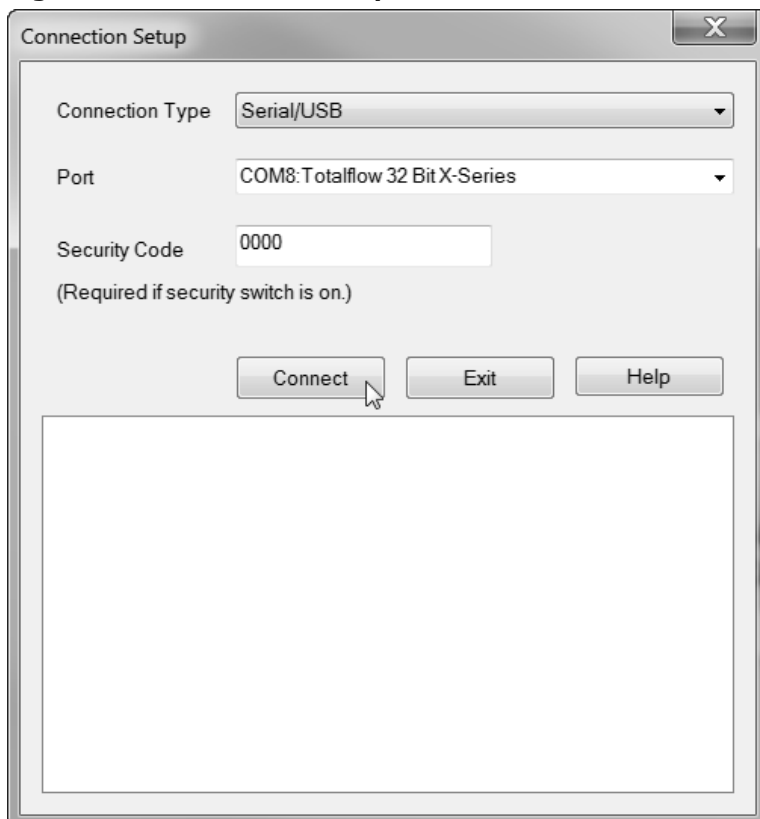 Connection Setup
X
Connection Type Serial/USB
Port COM8:Totalflow 32 Bit X-Series
Security Code 0000
(Required if security switch is on.)
Connect Exit Help